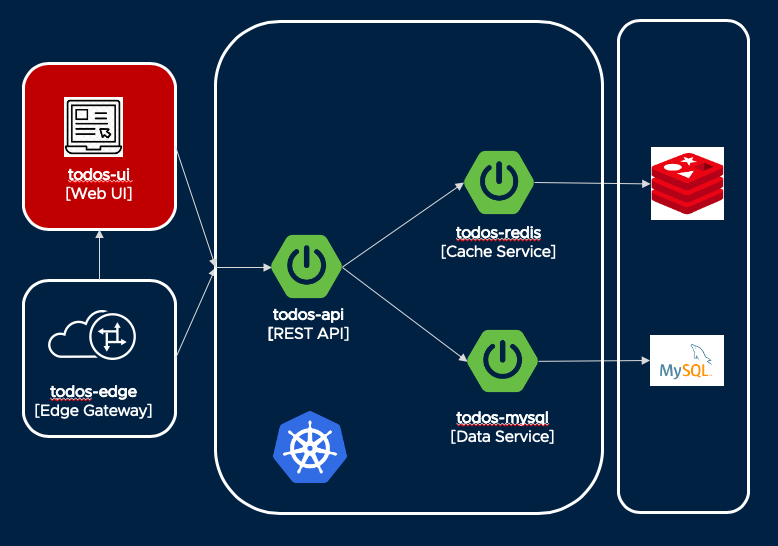 todos-ui
[Web UI]
todos-edge
[Edge Gateway]
todos-api
[REST API]
todos-redis
[Cache Service]
todos-mysql
[Data Service]
MySQL